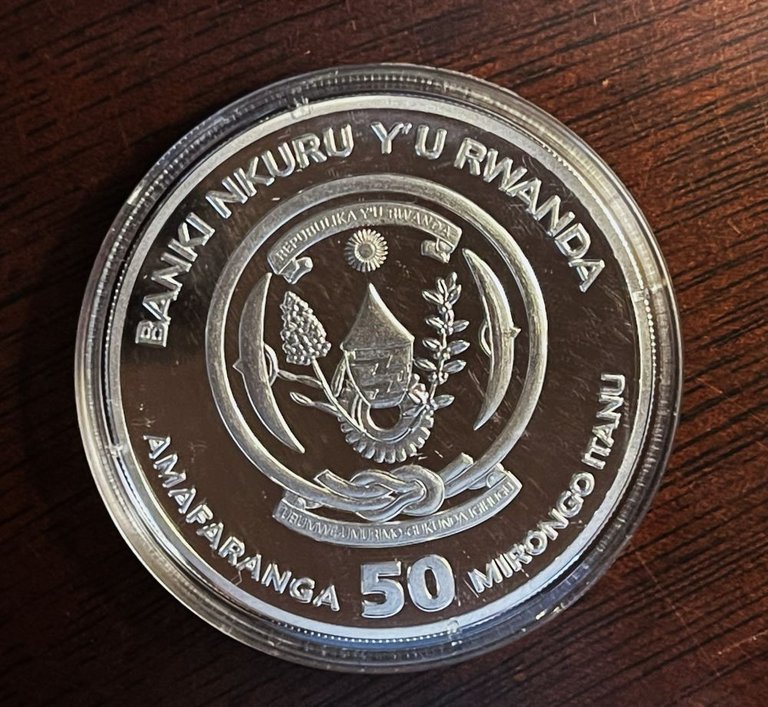 BANKI NKURU Y'U RWANDA
REPUBULIKA Y'U RWANDA
UBUMWE-UMURIMO-GUKUNDA IGIHUGU
AMAFARANGA 50 MIRONGO ITANU